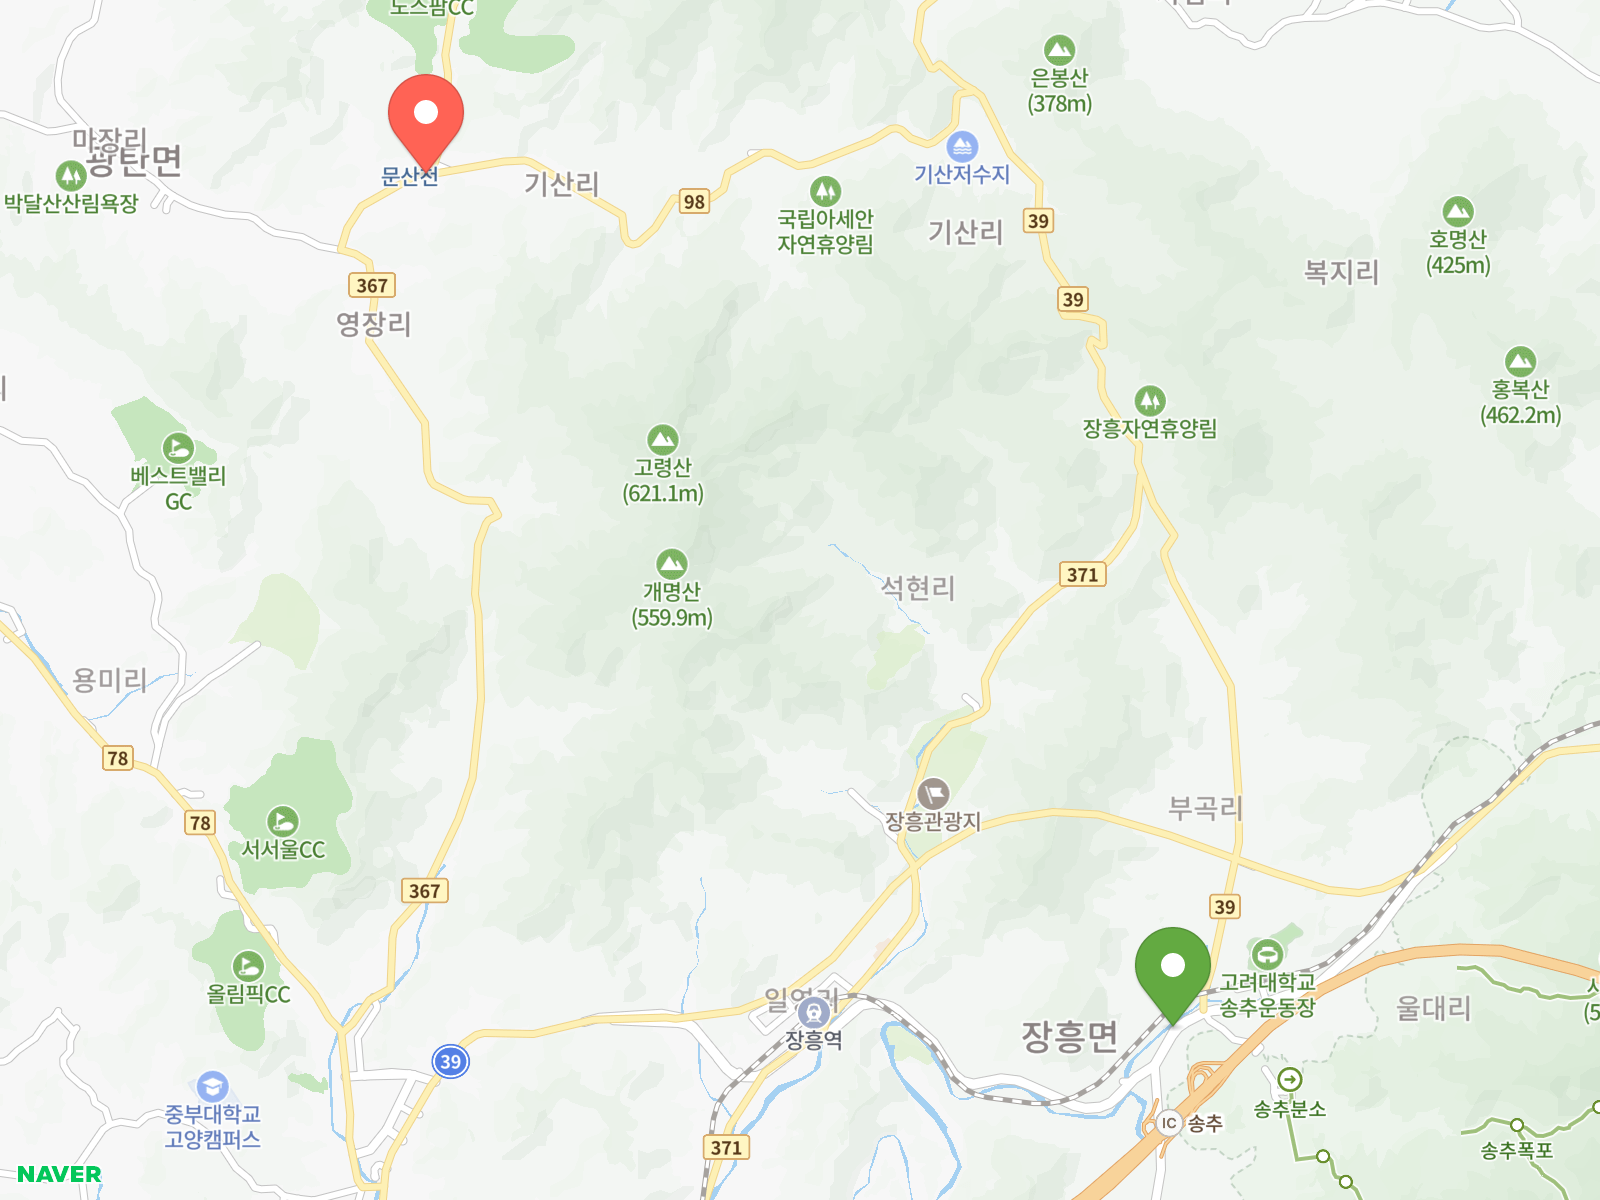 노스팜CC
은봉산
(378m)
마장리
광탄면
박달산산림욕장
문산천
기산리
98
국립아세안
자연휴양림
기산저수지
기산리
39
호명산
(425m)
복지리
367
영장리
39
홍복산
(462.2m)
장흥자연휴양림
베스트밸리
GC
고령산
(621.1m)
371
개명산
(559.9m)
석현리
용미리
78
78
서서울CC
장흥관광지
부곡리
367
39
올림픽CC
고려대학교
송추운동장
울대리
장흥면
장흥역
39
중부대학교
고양캠퍼스
송추분소
IC
송추
371
송추폭포
NAVER